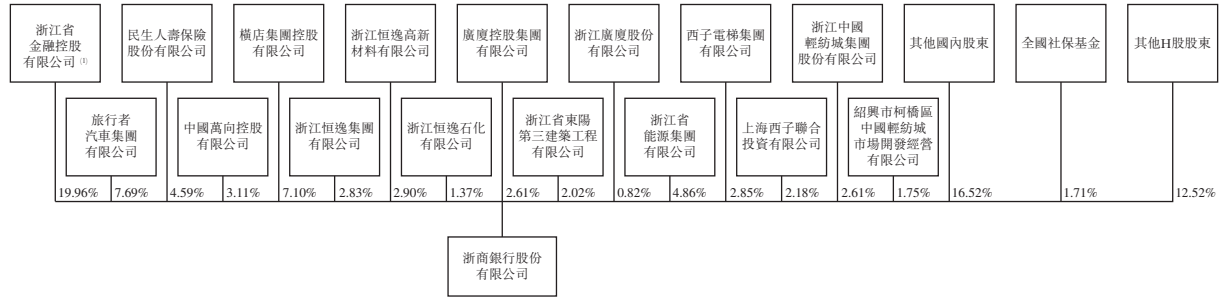 浙江省
金融控股
有限公司 (1)
民生人壽保險
股份有限公司
橫店集團控股
有限公司
浙江恒逸高新
材料有限公司
廣廈控股集團
有限公司
浙江廣廈股份
有限公司
西子電梯集團
有限公司
浙江中國
輕紡城集團
股份有限公司
其他國內股東
全國社保基金
其他H股股東
旅行者
汽車集團
有限公司
中國萬向控股
有限公司
浙江恒逸集團
有限公司
浙江恒逸石化
有限公司
浙江省東陽
第三建築工程
有限公司
浙江省
能源集團
有限公司
上海西子聯合
投資有限公司
紹興市柯橋區
中國輕紡城
市場開發經營
有限公司
19.96%
7.69%
4.59%
3.11%
7.10%
2.83%
2.90%
1.37%
2.61%
2.02%
0.82%
4.86%
2.85%
2.18%
2.61%
1.75%
16.52%
1.71%
12.52%
浙商銀行股份
有限公司